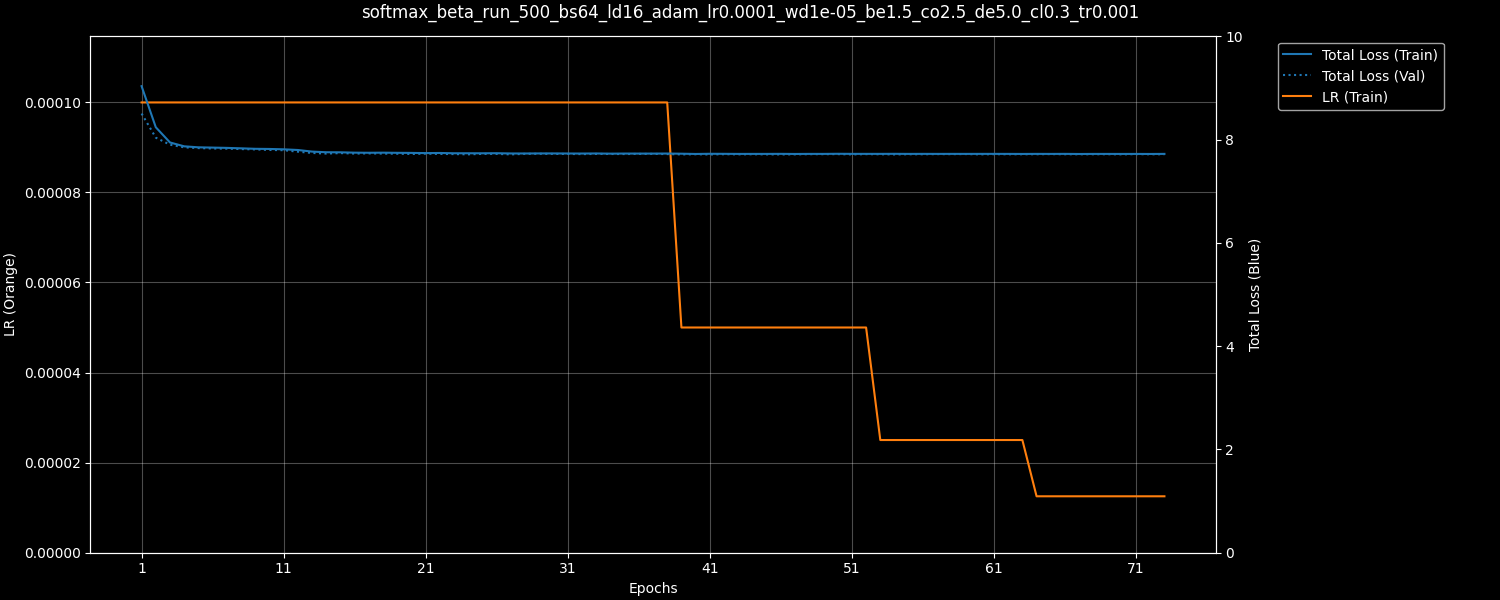 softmax_beta_run_500_bs64_ld16_adam_lr0.0001_wd1e-05_be1.5_co2.5_de5.0_cl0.3_tr0.001
Total Loss (Train)
Total Loss (Val)
LR (Train)
LR (Orange)
0.00010
0.00008
0.00006
0.00004
0.00002
0.00000
10
8
6
4
2
0
Total Loss (Blue)
1 11 21 31 41 51 61 71
Epochs